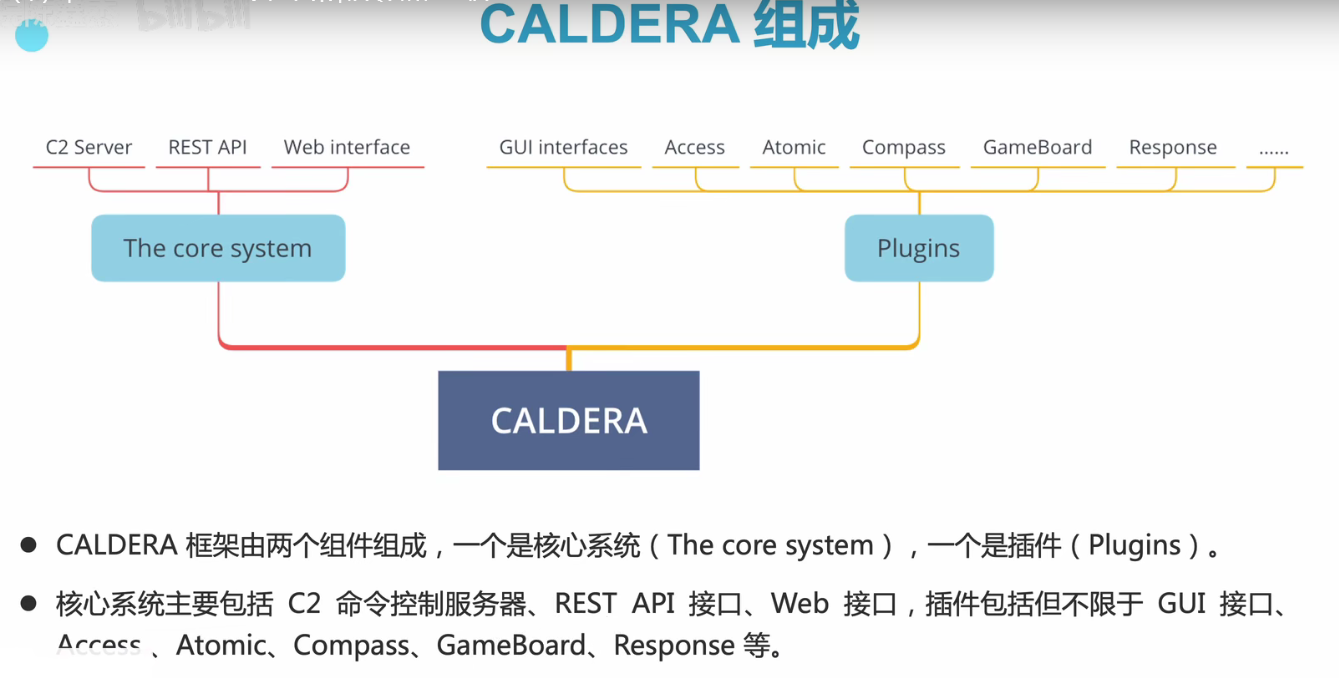 CALDERA 组成
C2 Server REST API Web interface GUI interfaces Access Atomic Compass GameBoard Response ......
The core system Plugins
CALDERA
● CALDERA 框架由两个组件组成，一个是核心系统（The core system），一个是插件（Plugins）。
● 核心系统主要包括 C2 命令控制服务器、REST API 接口、Web 接口，插件包括但不限于 GUI 接口、
Access 、Atomic、Compass、GameBoard、Response 等。